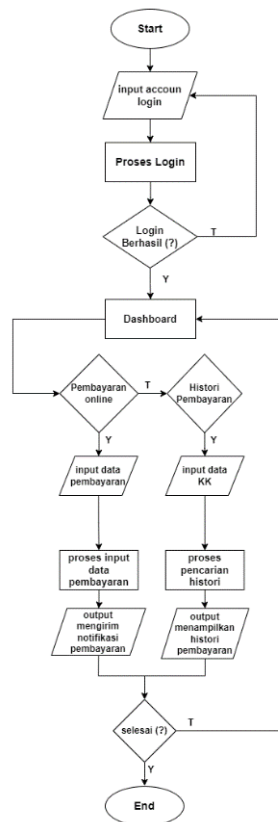 Start
input accoun
login
Proses Login
Login
Berhasil (?)
T
Y
Dashboard
Pembayaran
online
T
Histori
Pembayaran
Y
Y
input data
pembayaran
input data
KK
proses input
data
pembayaran
proses
pencarian
histori
output
mengirim
notifikasi
pembayaran
output
menampilkan
histori
pembayaran
selesai (?)
T
Y
End